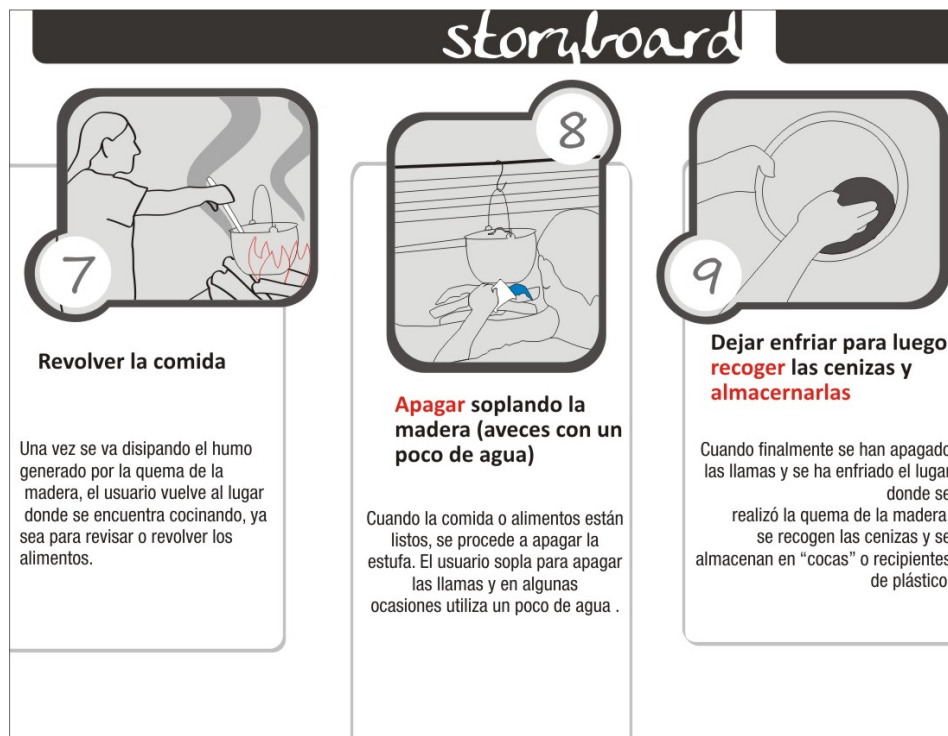 storyboard
7
Revolver la comida
Una vez se va disipando el humo
generado por la quema de la
madera, el usuario vuelve al lugar
donde se encuentra cocinando, ya
sea para revisar o revolver los
alimentos.
8
Apagar soplando la
madera (aveces con un
poco de agua)
Cuando la comida o alimentos están
listos, se procede a apagar la
estufa. El usuario sopla para apagar
las llamas y en algunas
ocasiones utiliza un poco de agua .
9
Dejar enfriar para luego
recoger las cenizas y
almacernarlas
Cuando finalmente se han apagado
las llamas y se ha enfriado el lugar
donde se
realizó la quema de la madera,
se recogen las cenizas y se
almacenan en “cocas” o recipientes
de plástico